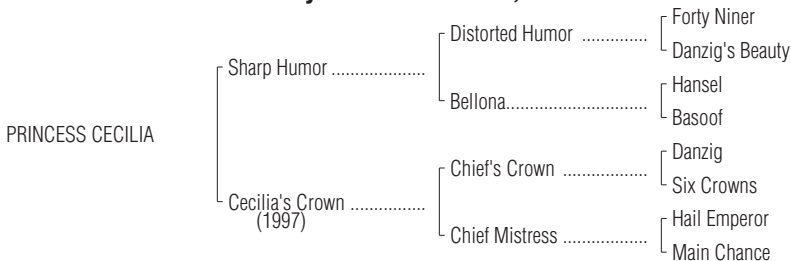 Forty Niner
Distorted Humor ..............
Danzig's Beauty
Sharp Humor ....................
Hansel
Bellona..............................
Basoof
PRINCESS CECILIA
Danzig
Chief's Crown ..................
Six Crowns
Cecilia's Crown ................
(1997)
Hail Emperor
Chief Mistress ..................
Main Chance